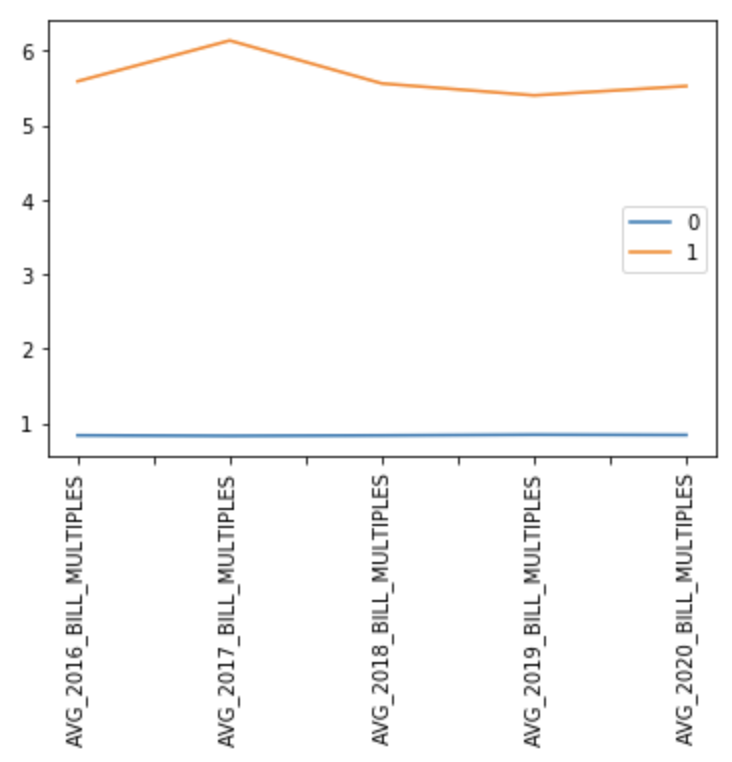 6
5
4
3
2
1
0
1
AVG_2016_BILL_MULTIPLES
AVG_2017_BILL_MULTIPLES
AVG_2018_BILL_MULTIPLES
AVG_2019_BILL_MULTIPLES
AVG_2020_BILL_MULTIPLES